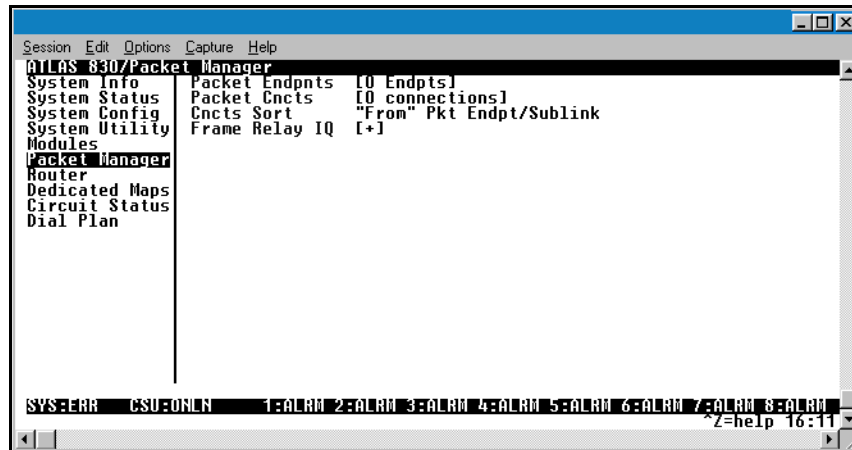 Session Edit Options Capture Help
ATLAS 830/Packet Manager
System Info Packet Endpnts [0 Endpts]
System Status Packet Cncts [0 connections]
System Config Cncts Sort "From" Pkt Endpt/Sublink
System Utility Frame Relay IQ [+]
Modules
Packet Manager
Router
Dedicated Maps
Circuit Status
Dial Plan
SYS:ERR CSU:ONLN 1:ALRM 2:ALRM 3:ALRM 4:ALRM 5:ALRM 6:ALRM 7:ALRM 8:ALRM
^Z=help 16:11